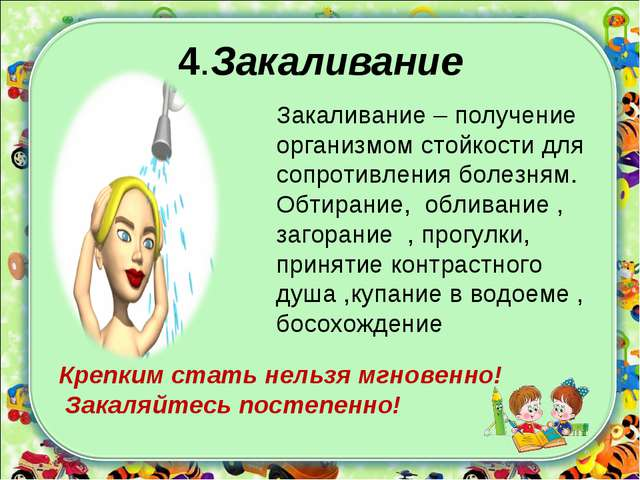 4.Закаливание
Закаливание – получение
организмом стойкости для
сопротивления болезням.
Обтирание,  обливание ,
загорание  , прогулки,
принятие контрастного
душа ,купание в водоеме ,
босохождение
Крепким стать нельзя мгновенно!
Закаляйтесь постепенно!